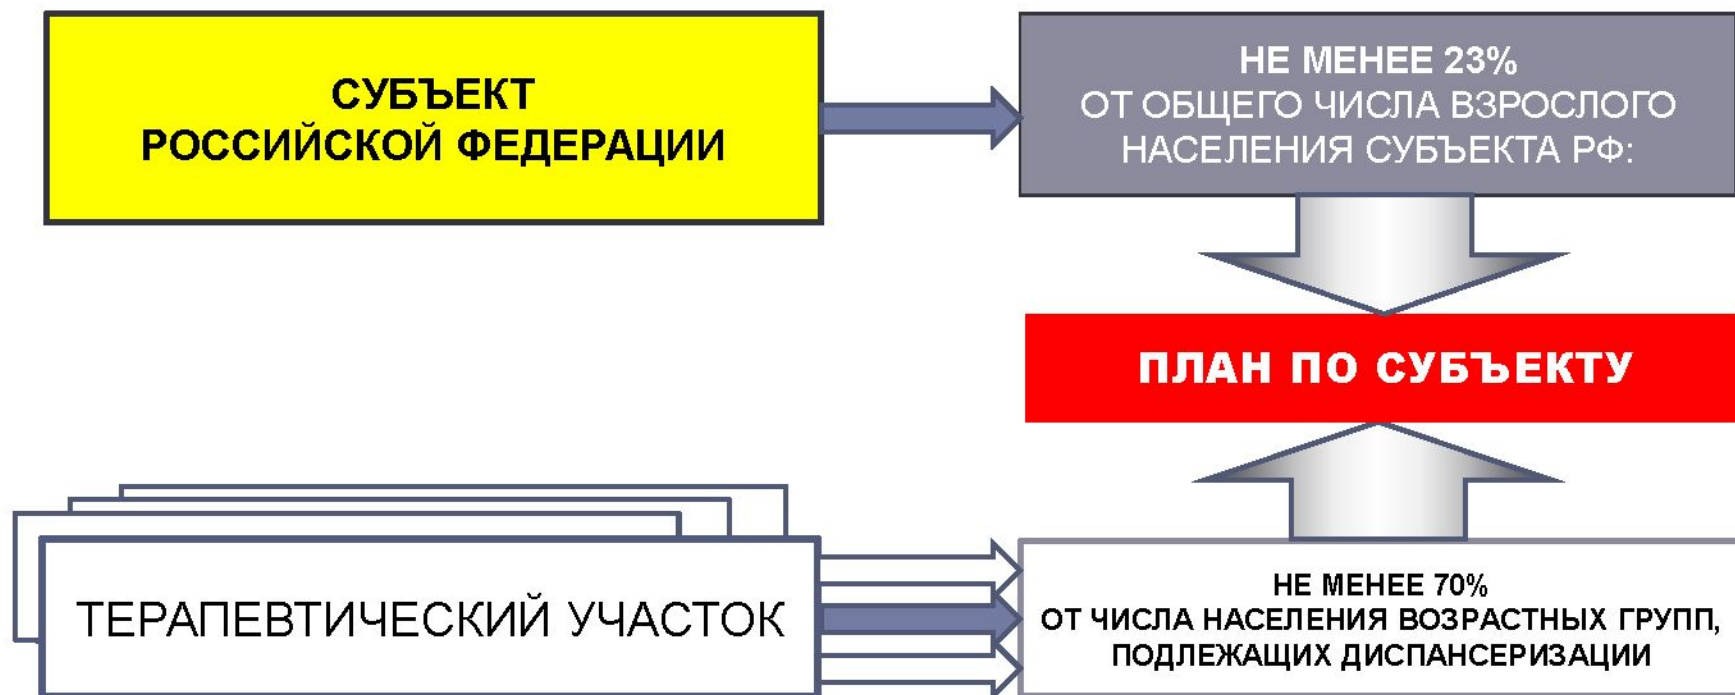 СУБЪЕКТ
РОССИЙСКОЙ ФЕДЕРАЦИИ
НЕ МЕНЕЕ 23%
ОТ ОБЩЕГО ЧИСЛА ВЗРОСЛОГО
НАСЕЛЕНИЯ СУБЪЕКТА РФ:
ПЛАН ПО СУБЪЕКТУ
ТЕРАПЕВТИЧЕСКИЙ УЧАСТОК
НЕ МЕНЕЕ 70%
ОТ ЧИСЛА НАСЕЛЕНИЯ ВОЗРАСТНЫХ ГРУПП,
ПОДЛЕЖАЩИХ ДИСПАНСЕРИЗАЦИИ